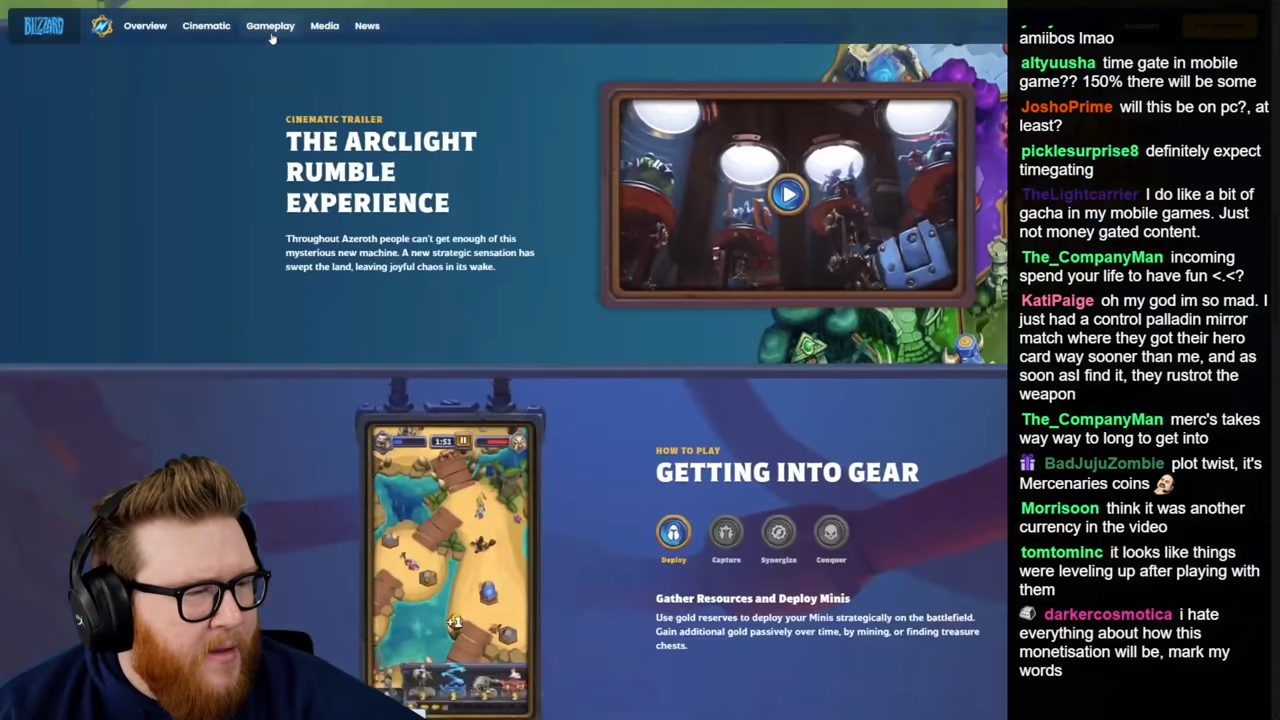 BLIZZARD
Overview
Cinematic
Gameplay
Media
News
Account
CINEMATIC TRAILER
THE ARCLIGHT
RUMBLE
EXPERIENCE
Throughout Azeroth people can't get enough of this
mysterious new machine. A new strategic sensation has
swept the land, leaving joyful chaos in its wake.
1:51
+1
HOW TO PLAY
GETTING INTO GEAR
Deploy
Capture
Synergize
Conquer
Gather Resources and Deploy Minis
Use gold reserves to deploy your Minis strategically on the battlefield.
Gain additional gold passively over time, by mining, or finding treasure
chests.
amiibos lmao
altyuusha time gate in mobile
game?? 150% there will be some
JoshoPrime will this be on pc?, at
least?
picklesurprise8 definitely expect
timegating
TheLightcarrier I do like a bit of
gacha in my mobile games. Just
not money gated content.
The_CompanyMan incoming
spend your life to have fun <.<?
KatiPaige oh my god im so mad. I
just had a control palladin mirror
match where they got their hero
card way sooner than me, and as
soon asI find it, they rustrot the
weapon
The_CompanyMan merc's takes
way way to long to get into
BadJujuZombie plot twist, it's
Mercenaries coins
Morrisoon think it was another
currency in the video
tomtominc it looks like things
were leveling up after playing with
them
darkercosmotica i hate
everything about how this
monetisation will be, mark my
words